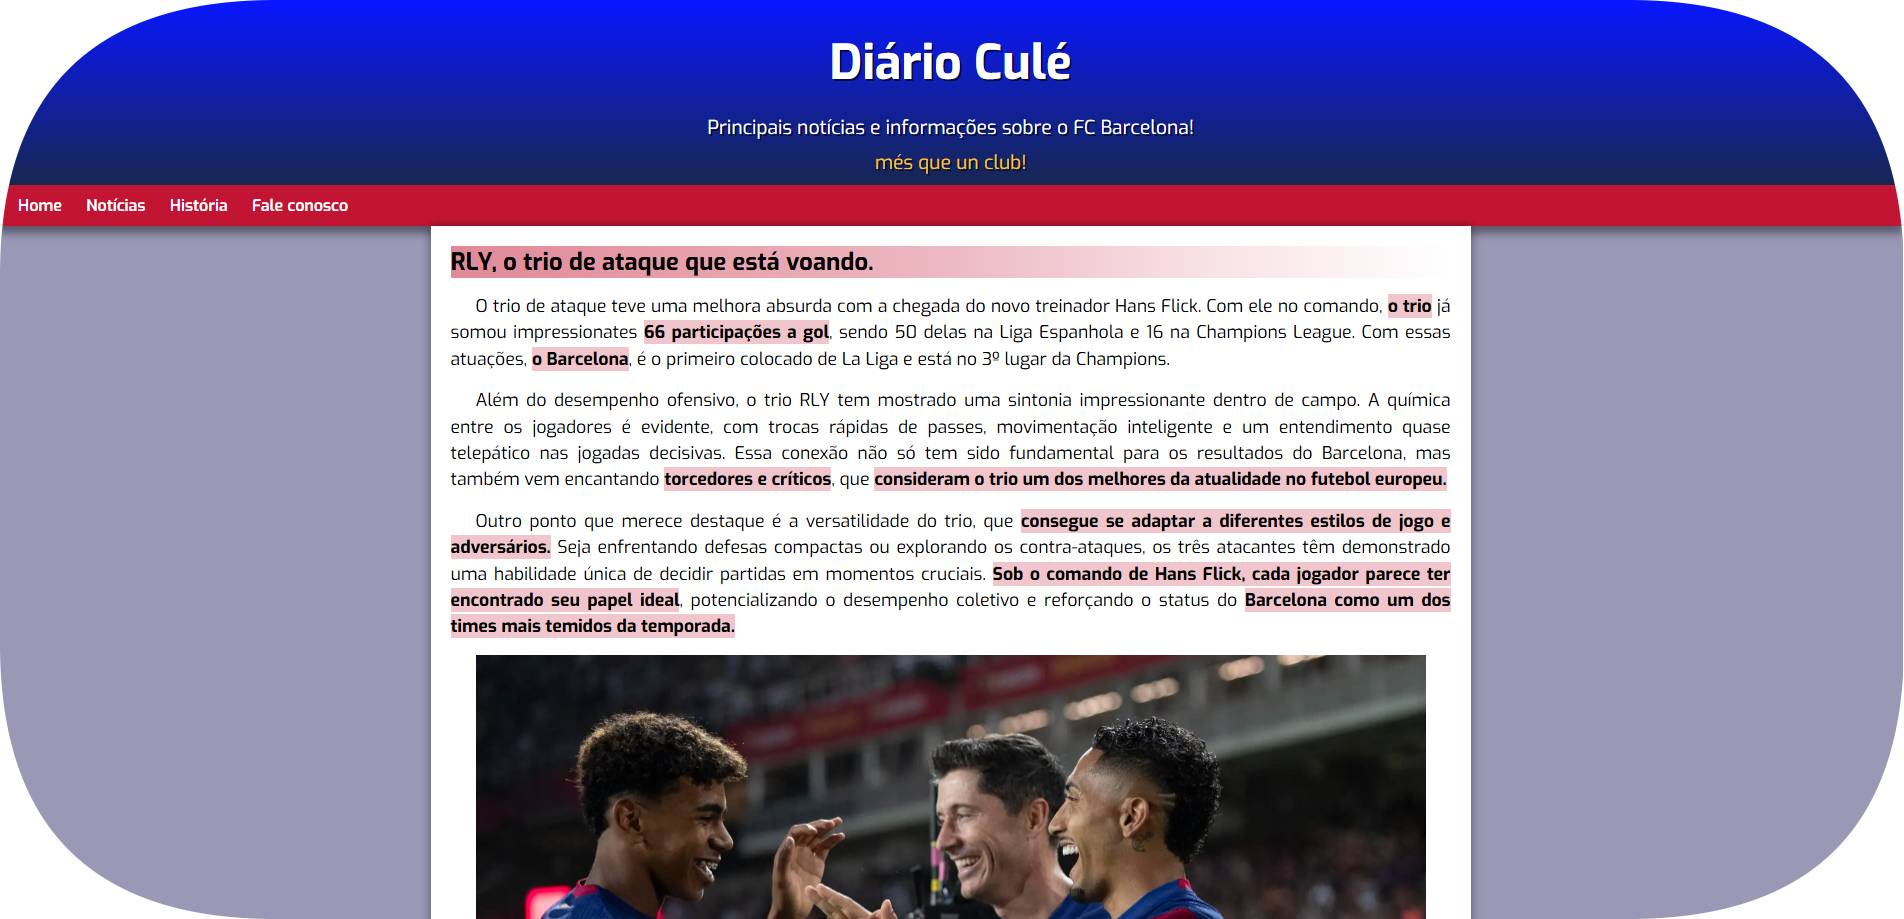 Diário Culé
Principais notícias e informações sobre o FC Barcelona!
més que un club!
Home Notícias História Fale conosco
RLY, o trio de ataque que está voando.
O trio de ataque teve uma melhora absurda com a chegada do novo treinador Hans Flick. Com ele no comando, o trio já
somou impressionates 66 participações a gol, sendo 50 delas na Liga Espanhola e 16 na Champions League. Com essas
atuações, o Barcelona, é o primeiro colocado de La Liga e está no 3º lugar da Champions.
Além do desempenho ofensivo, o trio RLY tem mostrado uma sintonia impressionante dentro de campo. A química
entre os jogadores é evidente, com trocas rápidas de passes, movimentação inteligente e um entendimento quase
telepático nas jogadas decisivas. Essa conexão não só tem sido fundamental para os resultados do Barcelona, mas
também vem encantando torcedores e críticos, que consideram o trio um dos melhores da atualidade no futebol europeu.
Outro ponto que merece destaque é a versatilidade do trio, que consegue se adaptar a diferentes estilos de jogo e
adversários. Seja enfrentando defesas compactas ou explorando os contra-ataques, os três atacantes têm demonstrado
uma habilidade única de decidir partidas em momentos cruciais. Sob o comando de Hans Flick, cada jogador parece ter
encontrado seu papel ideal, potencializando o desempenho coletivo e reforçando o status do Barcelona como um dos
times mais temidos da temporada.